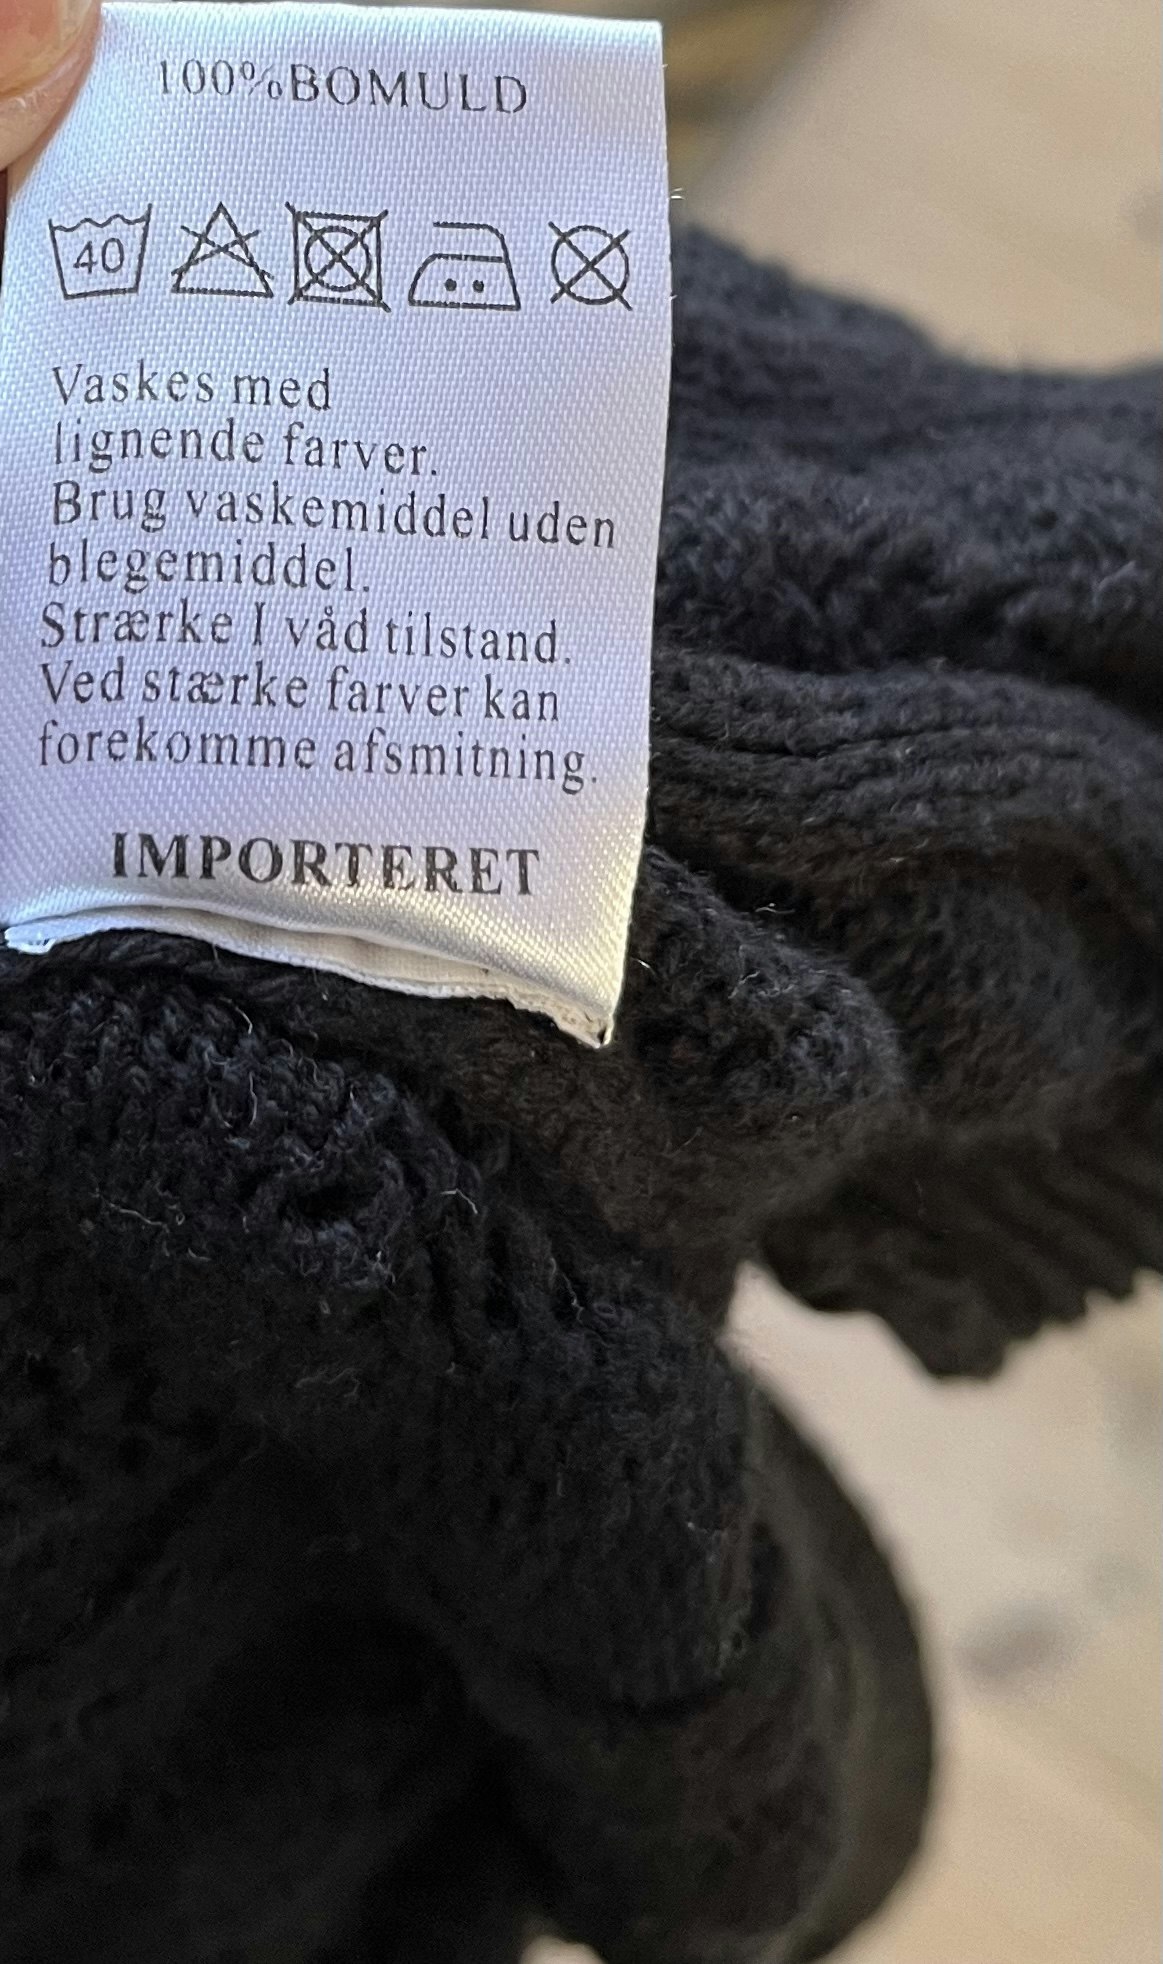 100%BOMULD
40
Vaskes med
lignende farver.
Brug vaskemiddel uden
blegemiddel.
Strærke I våd tilstand.
Ved stærke farver kan
forekomme afsmitning.
IMPORTERET